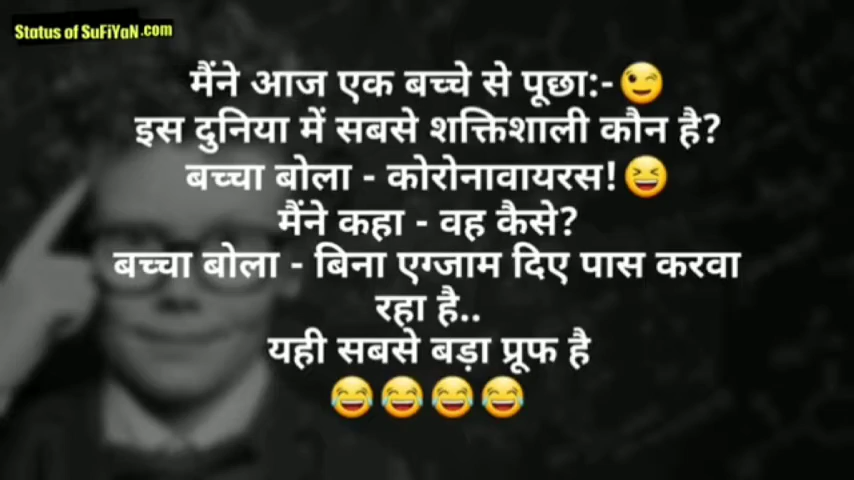 Status of SuFiYaN.com
मैंने आज एक बच्चे से पूछा:-😉
इस दुनिया में सबसे शक्तिशाली कौन है?
बच्चा बोला - कोरोनावायरस!😆
मैंने कहा - वह कैसे?
बच्चा बोला - बिना एग्जाम दिए पास करवा
रहा है..
यही सबसे बड़ा प्रूफ है
😂😂😂😂